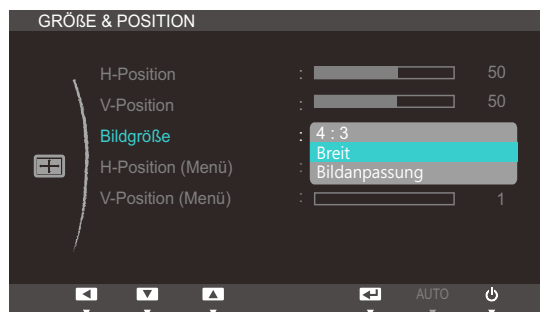 GRÖßE & POSITION
H-Position : 50
V-Position : 50
Bildgröße : 4 : 3
Breit
H-Position (Menü) : Bildanpassung
V-Position (Menü) : 1
AUTO